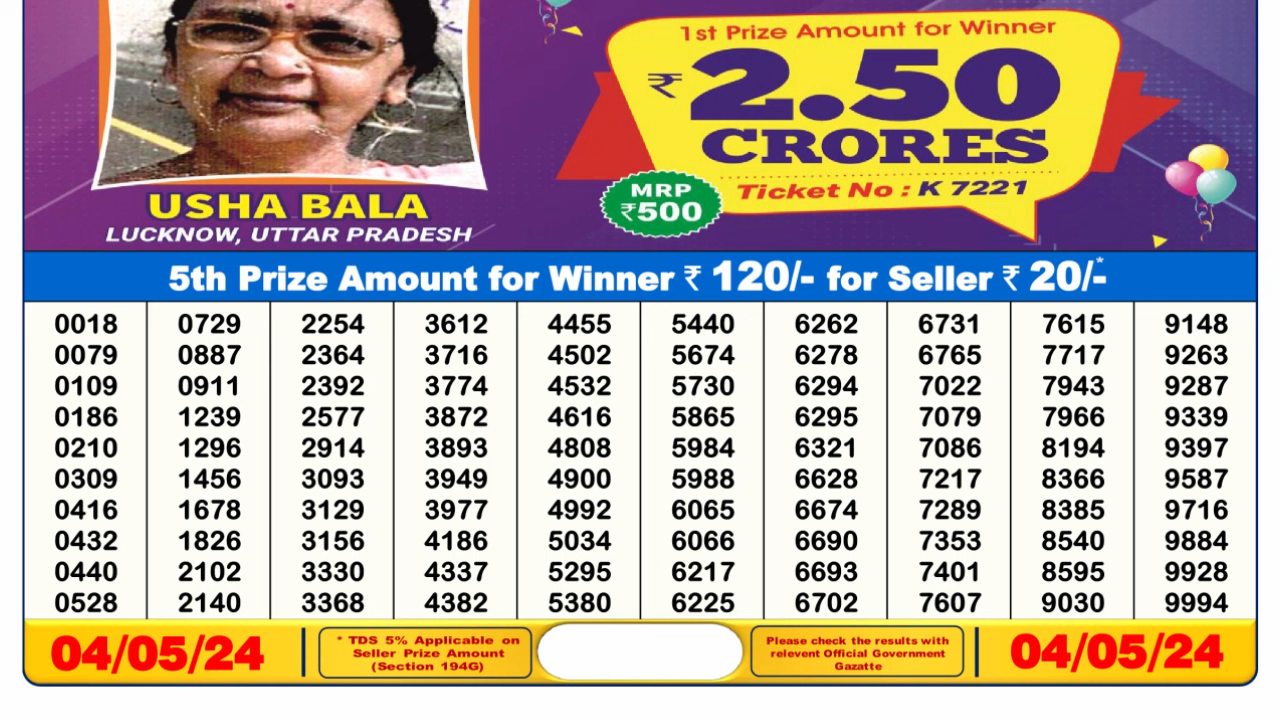 1st Prize Amount for Winner
₹2.50
CRORES
MRP
₹500
Ticket No : K 7221
USHA BALA
LUCKNOW, UTTAR PRADESH
5th Prize Amount for Winner ₹ 120/- for Seller ₹ 20/-*
0018 0729 2254 3612 4455 5440 6262 6731 7615 9148
0079 0887 2364 3716 4502 5674 6278 6765 7717 9263
0109 0911 2392 3774 4532 5730 6294 7022 7943 9287
0186 1239 2577 3872 4616 5865 6295 7079 7966 9339
0210 1296 2914 3893 4808 5984 6321 7086 8194 9397
0309 1456 3093 3949 4900 5988 6628 7217 8366 9587
0416 1678 3129 3977 4992 6065 6674 7289 8385 9716
0432 1826 3156 4186 5034 6066 6690 7353 8540 9884
0440 2102 3330 4337 5295 6217 6693 7401 8595 9928
0528 2140 3368 4382 5380 6225 6702 7607 9030 9994
04/05/24
* TDS 5% Applicable on
Seller Prize Amount
(Section 194G)
Please check the results with
relevent Official Government
Gazatte
04/05/24